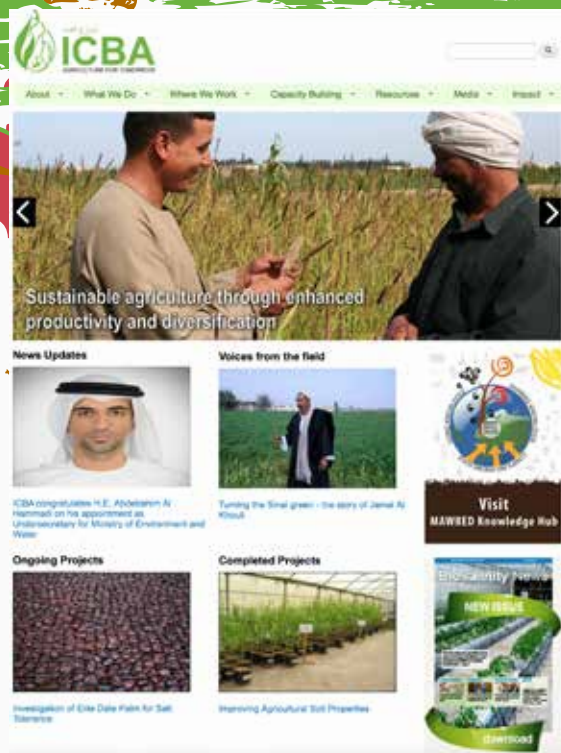 ICBA
AGRICULTURE FOR TOMORROW
About
What We Do
Where We Work
Capacity Building
Resources
Media
Impact
Sustainable agriculture through enhanced
productivity and diversification
News Updates
ICBA congratulates H.E. Abdelrahim Al
Hammadi on his appointment as
Undersecretary for Ministry of Environment and
Water
Voices from the field
Turning the Sinai green - the story of Jamal Al
Khouli
Visit
MAWRED Knowledge Hub
Ongoing Projects
Investigation of Elite Date Palm for Salt
Tolerance
Completed Projects
Improving Agricultural Soil Properties
Biosalinity News
NEW ISSUE
download